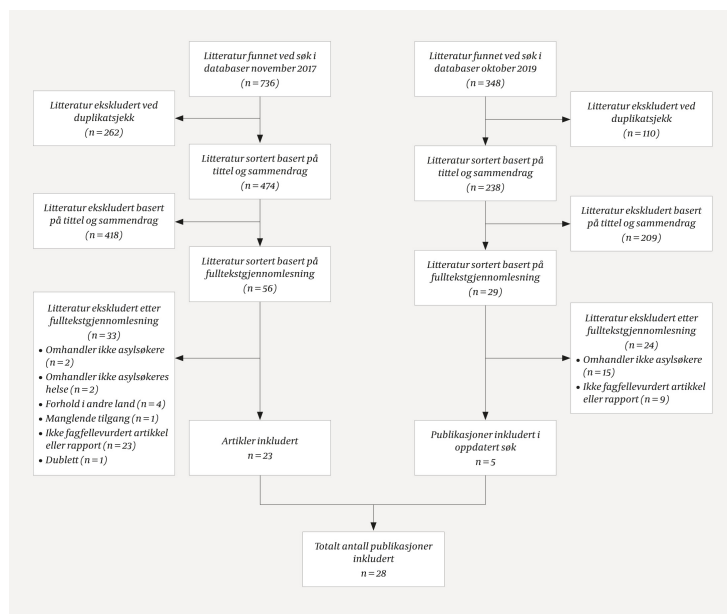 Litteratur funnet ved søk i
databaser november 2017
(n = 736)
Litteratur ekskludert ved
duplikatsjekk
(n = 262)
Litteratur sortert basert på
tittel og sammendrag
(n = 474)
Litteratur ekskludert basert
på tittel og sammendrag
(n = 418)
Litteratur sortert basert på
fulltekstgjennomlesning
(n = 56)
Litteratur ekskludert etter
fulltekstgjennomlesning
(n = 33)
• Omhandler ikke asylsøkere
(n = 2)
• Omhandler ikke asylsøkeres
helse (n = 2)
• Forhold i andre land (n = 4)
• Manglende tilgang (n = 1)
• Ikke fagfellevurdert artikkel
eller rapport (n = 23)
• Dublett (n = 1)
Artikler inkludert
n = 23
Litteratur funnet ved søk i
databaser oktober 2019
(n = 348)
Litteratur ekskludert ved
duplikatsjekk
(n = 110)
Litteratur sortert basert på
tittel og sammendrag
(n = 238)
Litteratur ekskludert basert
på tittel og sammendrag
(n = 209)
Litteratur sortert basert på
fulltekstgjennomlesning
(n = 29)
Litteratur ekskludert etter
fulltekstgjennomlesning
(n = 24)
• Omhandler ikke asylsøkere
(n = 15)
• Ikke fagfellevurdert artikkel
eller rapport (n = 9)
Publikasjoner inkludert i
oppdatert søk
n = 5
Totalt antall publikasjoner
inkludert
n = 28